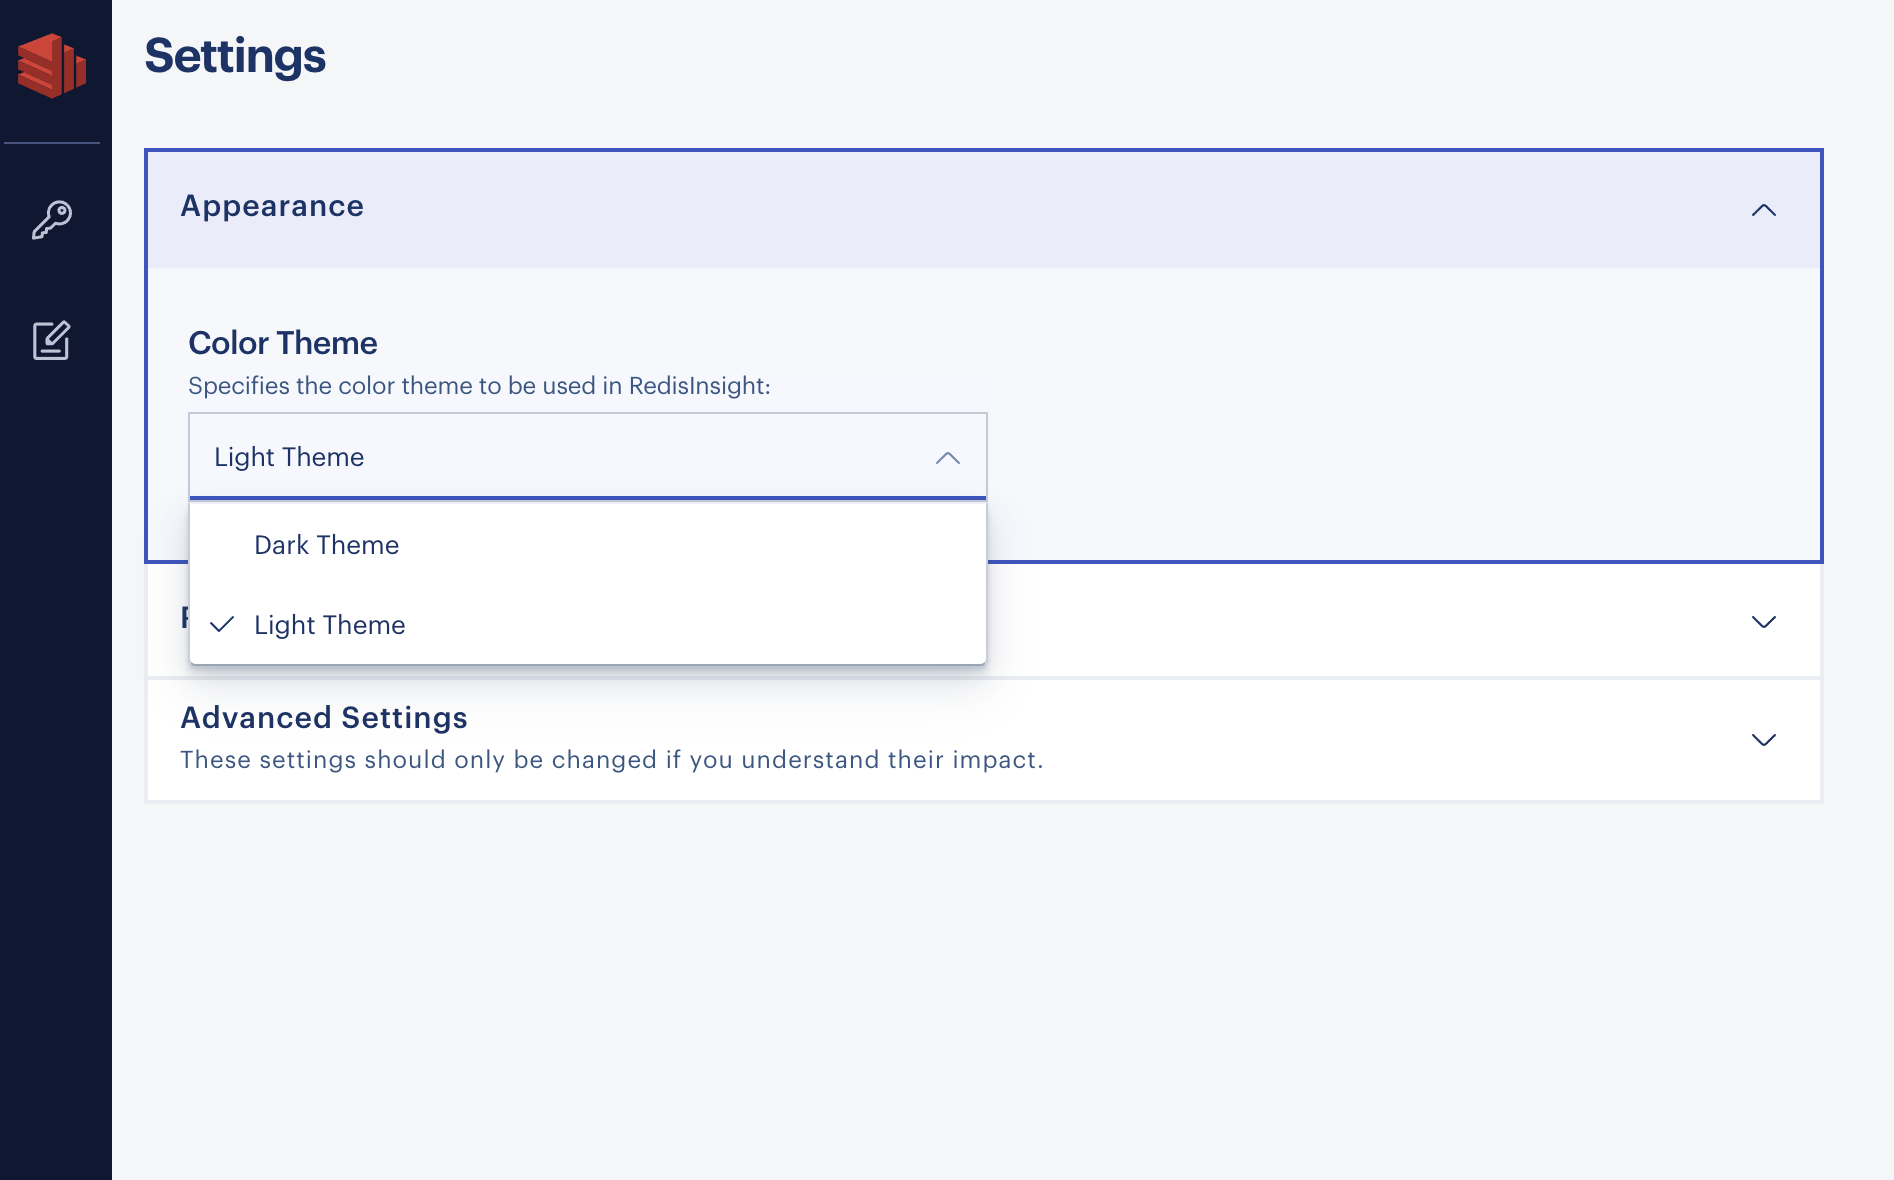 Settings
Appearance
Color Theme
Specifies the color theme to be used in RedisInsight:
Light Theme
Dark Theme
Light Theme
Advanced Settings
These settings should only be changed if you understand their impact.